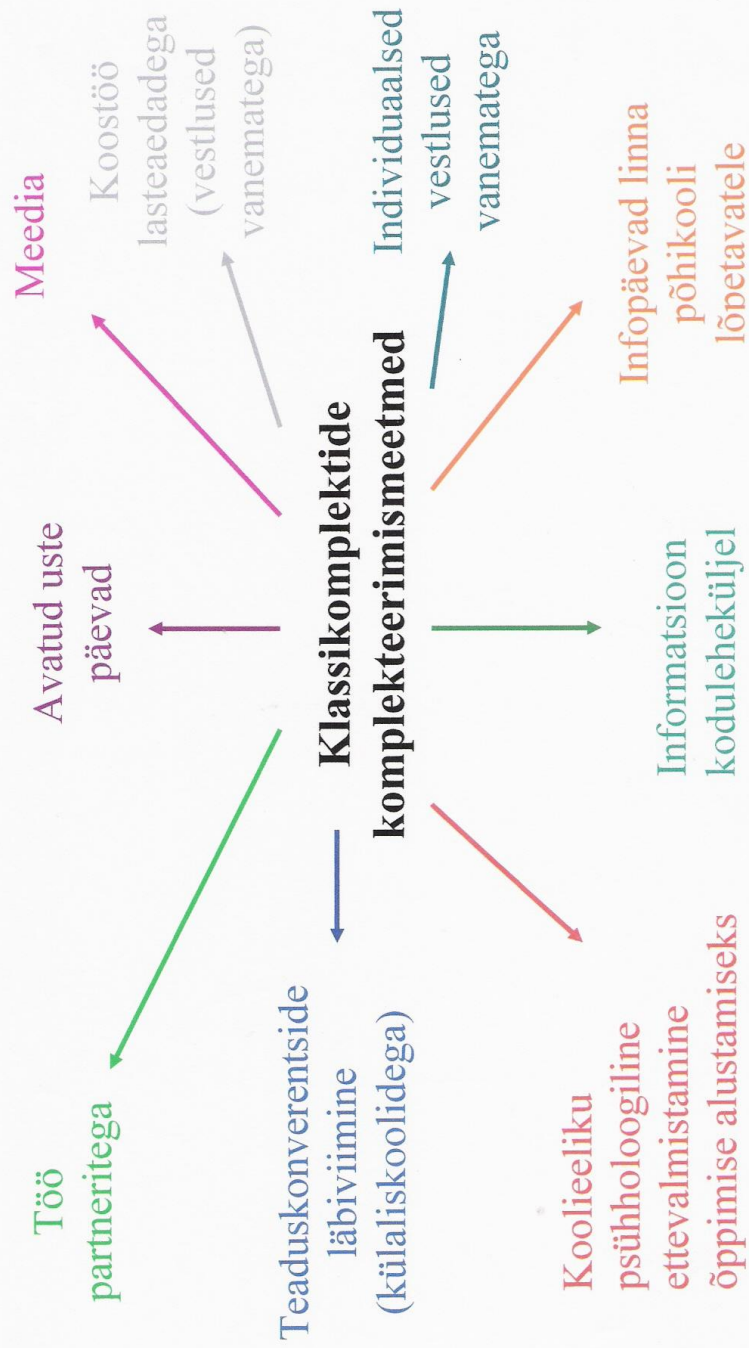 Töö
partneritega
Avatud uste
päevad
Meedia
Koostöö
lasteaedadega
(vestlused
vanematega)
Teaduskonverentside
läbiviimine
(külaliskoolidega)
Klassikomplektide
komplekteerimismeetmed
Individuaalsed
vestlused
vanematega
Koolieeliku
psühholoogiline
ettevalmistamine
õppimise alustamiseks
Informatsioon
koduleheküljel
Infopäevad linna
põhikooli
lõpetavatele